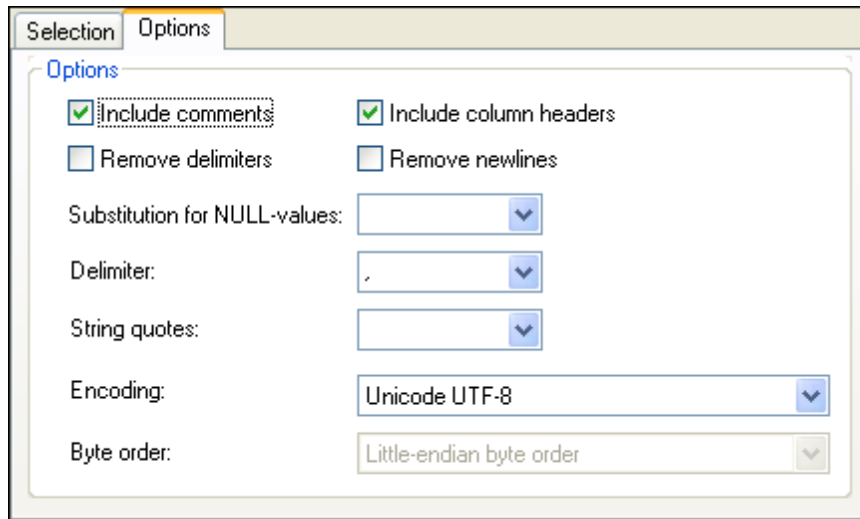 Selection Options
Options
Include comments Include column headers
Remove delimiters Remove newlines
Substitution for NULL-values:
Delimiter: ,
String quotes:
Encoding: Unicode UTF-8
Byte order: Little-endian byte order